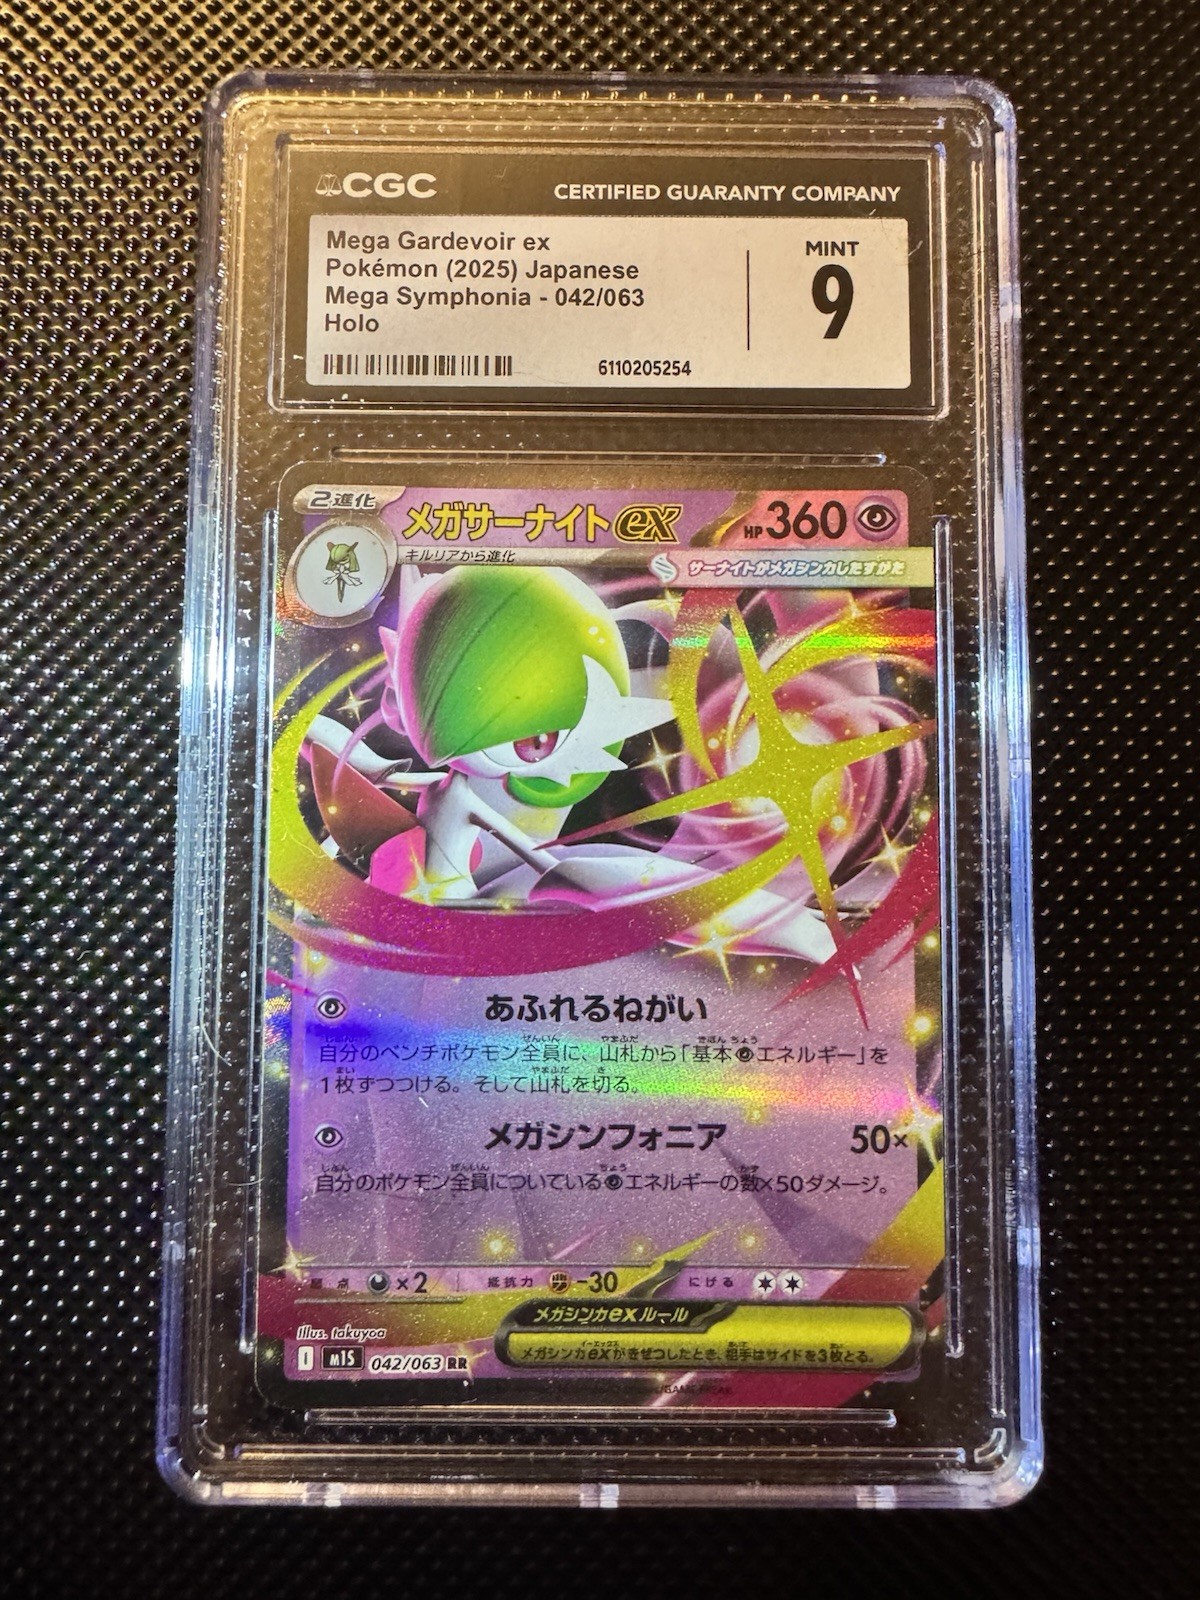 CGC
CERTIFIED GUARANTY COMPANY
Mega Gardevoir ex
Pokémon (2025) Japanese
Mega Symphonia - 042/063
Holo
MINT
9
6110205254
2進化
メガサーナイトex
HP360
キルリアから進化
サーナイトがメガシンカしたすがた
あふれるねがい
自分のベンチポケモン全員に、山札から「基本エネルギー」を
1枚ずつつける。そして山札を切る。
メガシンフォニア 50×
自分のポケモン全員についているエネルギーの数×50ダメージ。
弱点 ×2 抵抗力 -30 にげる
メガシンカexルール
メガシンカexがきぜつしたとき、相手はサイドを3枚とる。
Illus. takuyoa
I M1S 042/063 RR